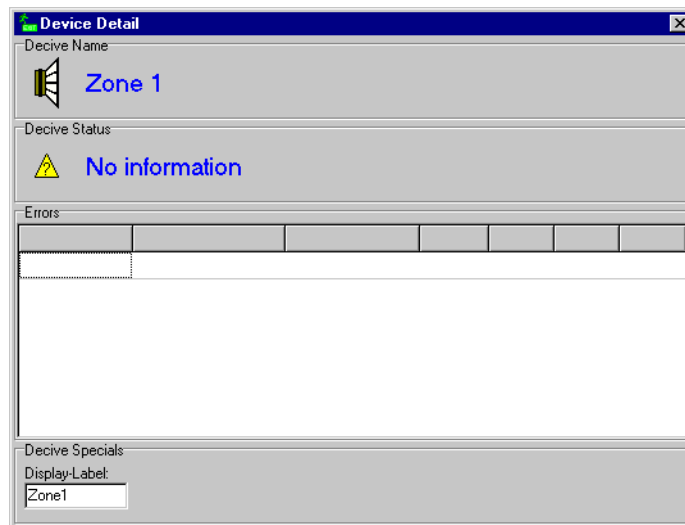 Device Detail
Decive Name
Zone 1
Decive Status
No information
Errors
Decive Specials
Display-Label:
Zone1